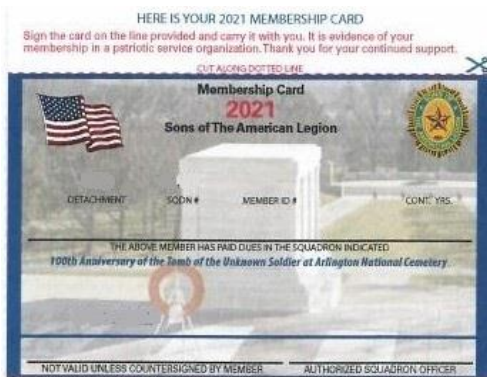 HERE IS YOUR 2021 MEMBERSHIP CARD
Sign the card on the line provided and carry it with you. It is evidence of your
membership in a patriotic service organization. Thank you for your continued support.
CUT ALONG DOTTED LINE
Membership Card
2021
Sons of The American Legion
DETACHMENT SQDN # MEMBER ID # CONT. YRS.
THE ABOVE MEMBER HAS PAID DUES IN THE SQUADRON INDICATED
100th Anniversary of the Tomb of the Unknown Soldier at Arlington National Cemetery
NOT VALID UNLESS COUNTERSIGNED BY MEMBER AUTHORIZED SQUADRON OFFICER